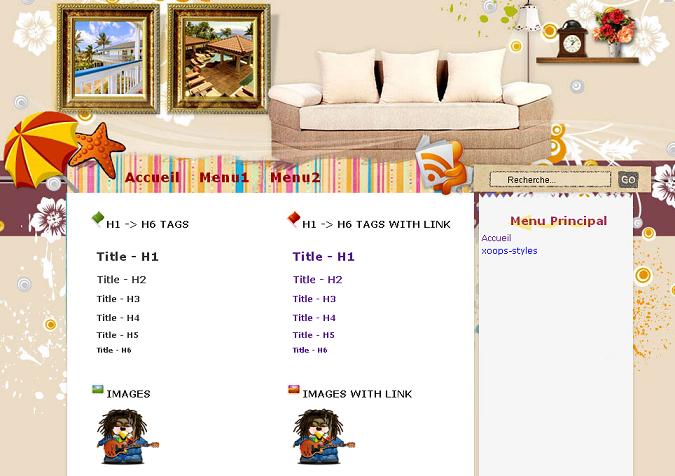 Accueil Menu1 Menu2
Recherche... GO
H1 -> H6 TAGS
Title - H1
Title - H2
Title - H3
Title - H4
Title - H5
Title - H6
H1 -> H6 TAGS WITH LINK
Title - H1
Title - H2
Title - H3
Title - H4
Title - H5
Title - H6
IMAGES
IMAGES WITH LINK
Menu Principal
Accueil
xoops-styles